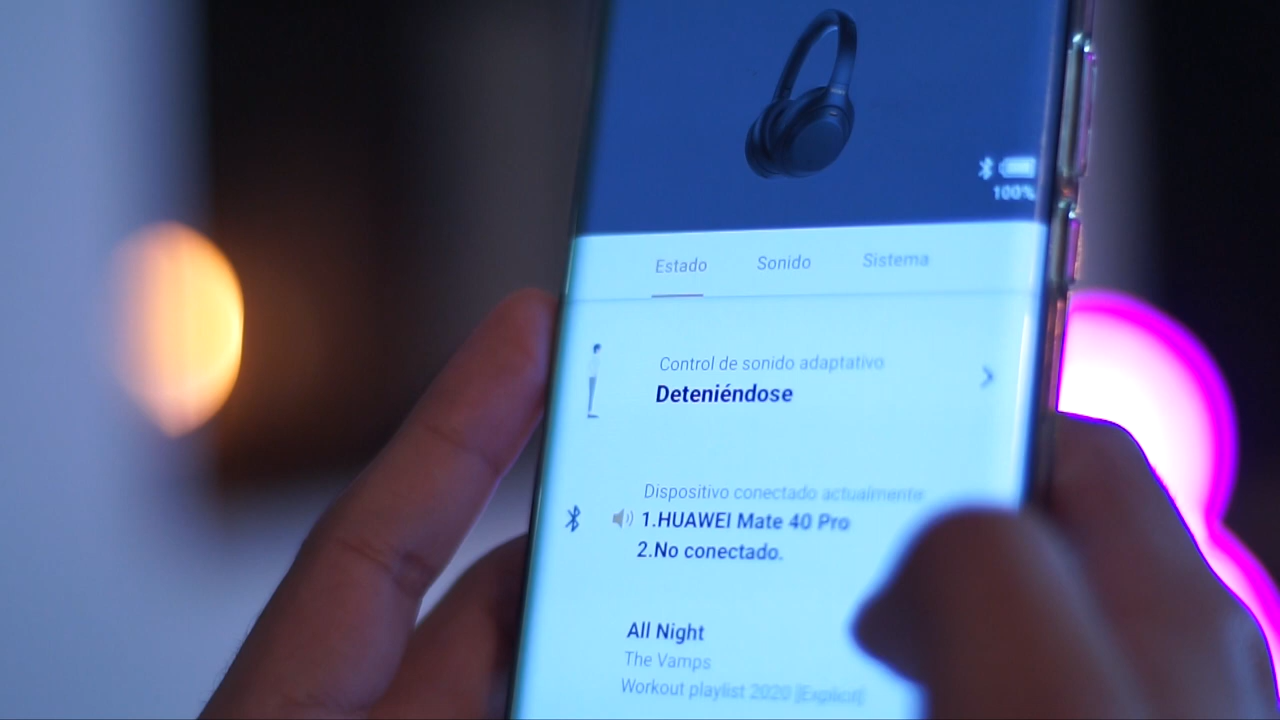 100%
Estado Sonido Sistema
Control de sonido adaptativo
Deteniéndose
Dispositivo conectado actualmente
1.HUAWEI Mate 40 Pro
2.No conectado.
All Night
The Vamps
Workout playlist 2020 [Explicit]